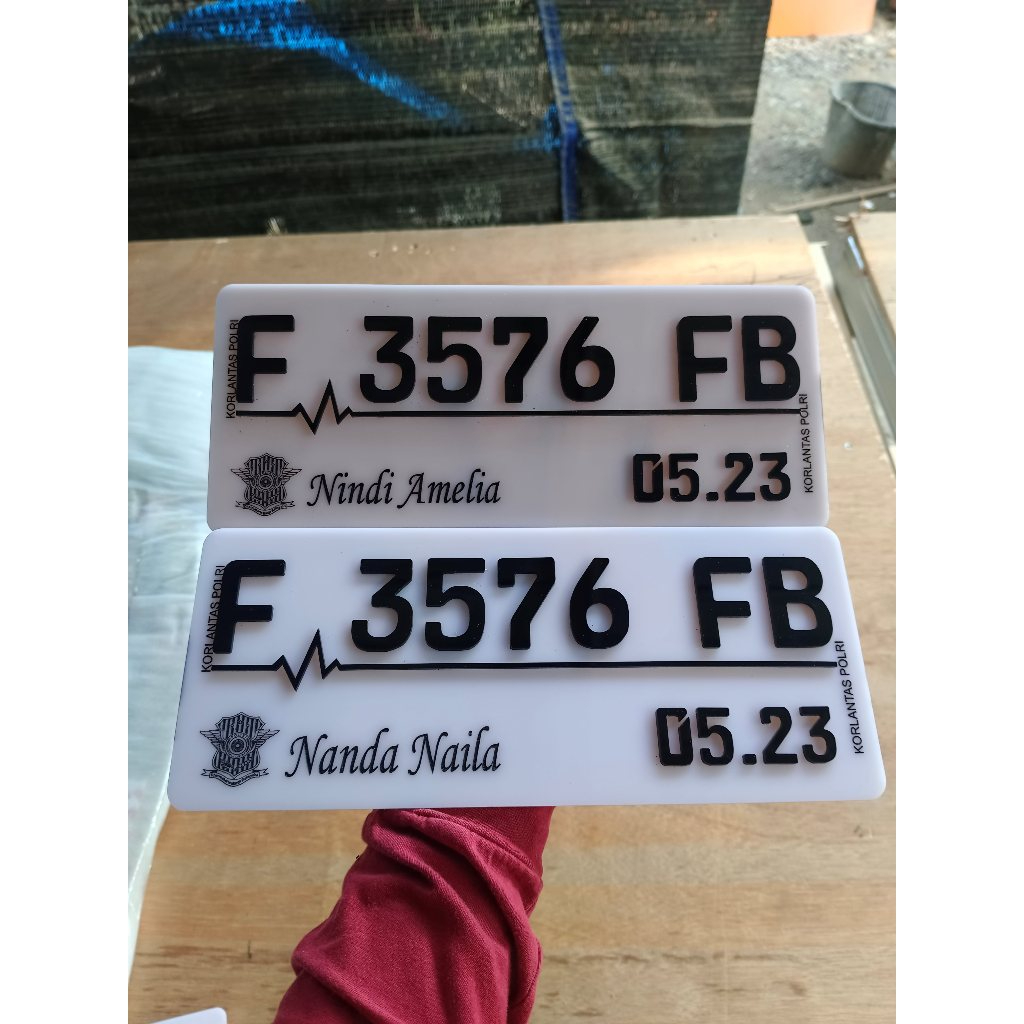 F 3576 FB
KORLANTAS POLRI
KORLANTAS POLRI
Nindi Amelia
05.23
F 3576 FB
KORLANTAS POLRI
KORLANTAS POLRI
Nanda Naila
05.23